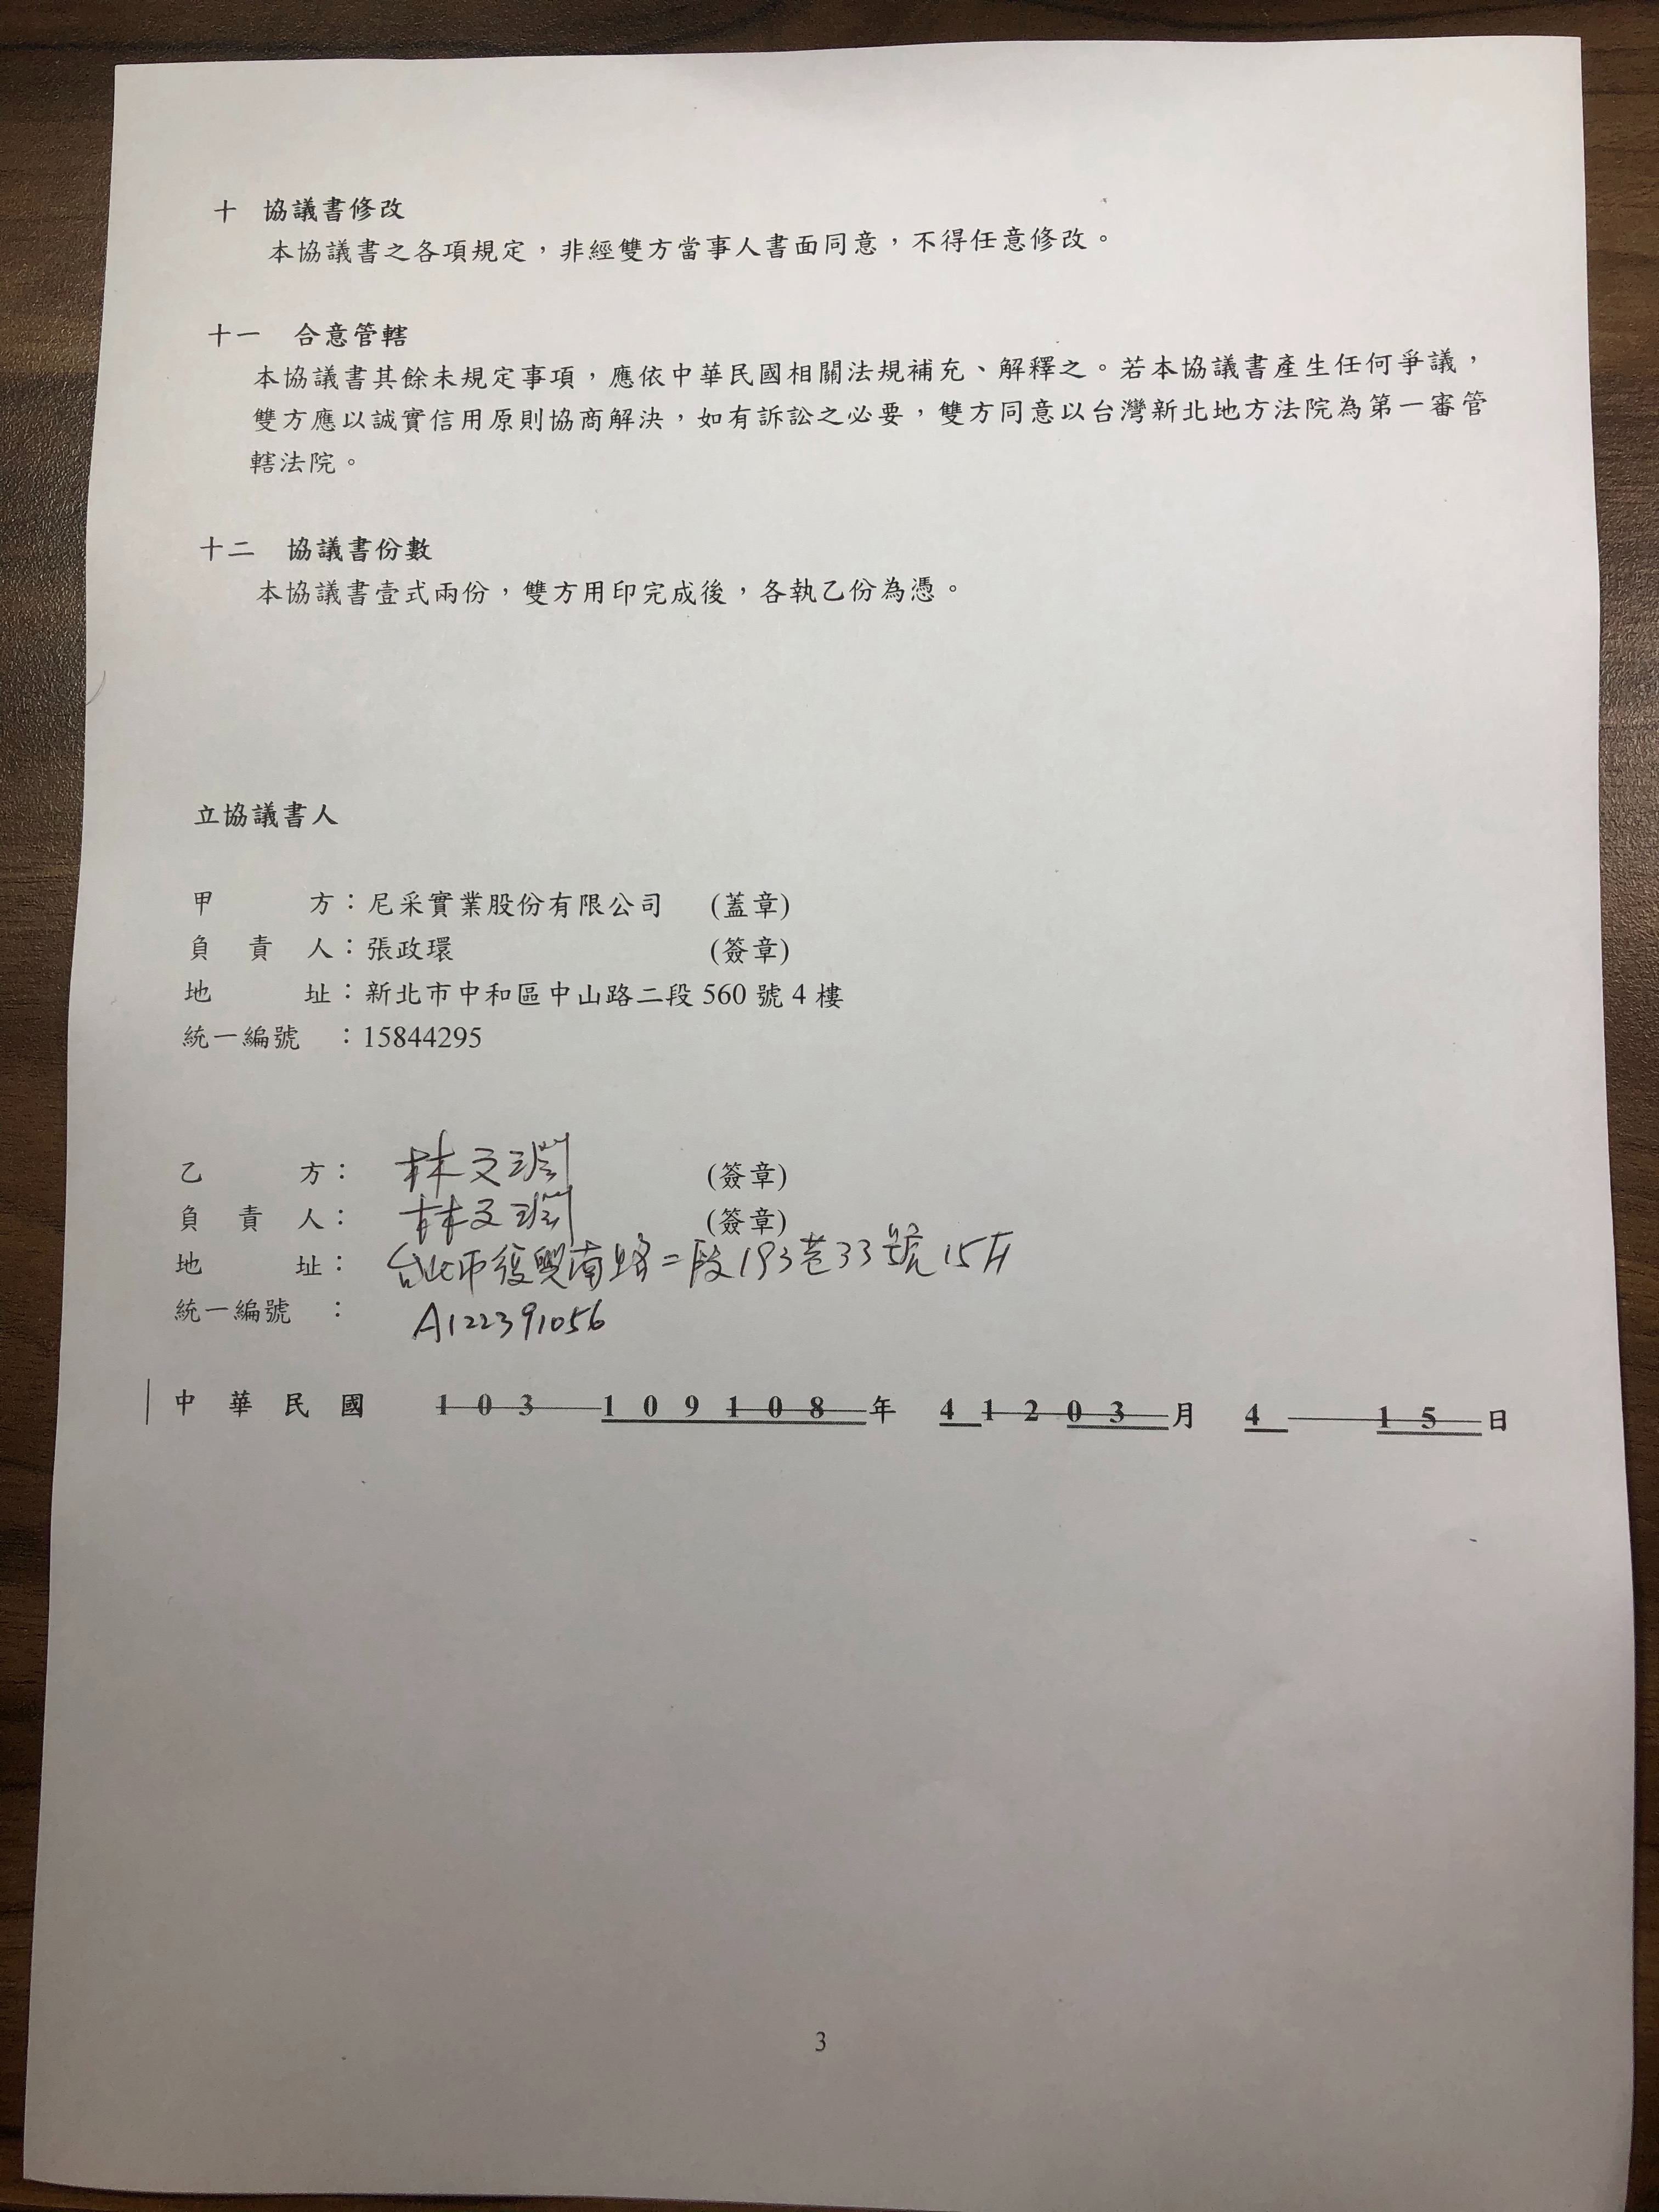 十 協議書修改
本協議書之各項規定，非經雙方當事人書面同意，不得任意修改。
十一 合意管轄
本協議書其餘未規定事項，應依中華民國相關法規補充、解釋之。若本協議書產生任何爭議，
雙方應以誠實信用原則協商解決，如有訴訟之必要，雙方同意以台灣新北地方法院為第一審管
轄法院。
十二 協議書份數
本協議書壹式兩份，雙方用印完成後，各執乙份為憑。
立協議書人
甲 方：尼采實業股份有限公司 (蓋章)
負 責 人：張政環 (簽章)
地 址：新北市中和區中山路二段 560 號 4 樓
統一編號 ：15844295
乙 方： 林文 (簽章)
負 責 人： 林文 (簽章)
地 址： 台北市復興南路二段193巷33號15F
統一編號 ： A122391056
中 華 民 國 1 0 3 1 0 9 1 0 8 年 4 1 2 0 3 月 4 1 5 日
3